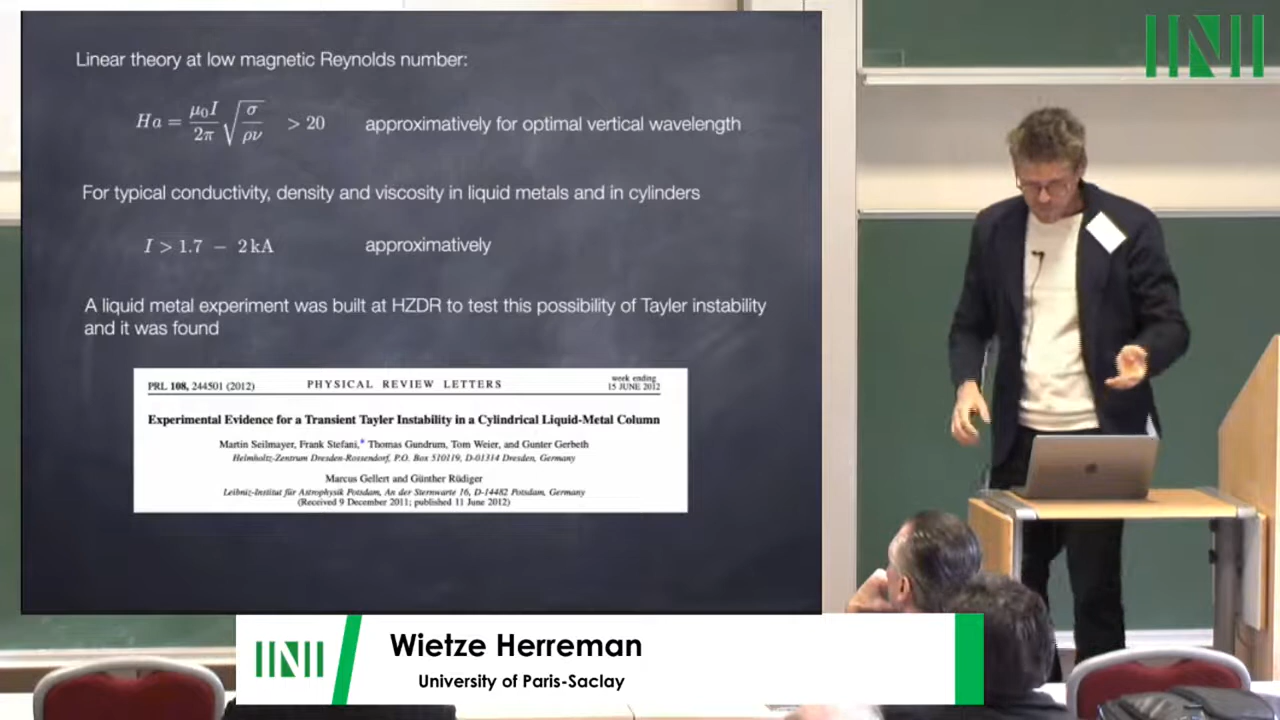 Linear theory at low magnetic Reynolds number:
Ha = μ₀I / 2π √(σ / ρν) > 20 approximatively for optimal vertical wavelength
For typical conductivity, density and viscosity in liquid metals and in cylinders
I > 1.7 − 2 kA approximatively
A liquid metal experiment was built at HZDR to test this possibility of Tayler instability
and it was found
PRL 108, 244501 (2012) PHYSICAL REVIEW LETTERS week ending 15 JUNE 2012
Experimental Evidence for a Transient Tayler Instability in a Cylindrical Liquid-Metal Column
Martin Seilmayer, Frank Stefani,* Thomas Gundrum, Tom Weier, and Gunter Gerbeth
Helmholtz-Zentrum Dresden-Rossendorf, P.O. Box 510119, D-01314 Dresden, Germany
Marcus Gellert and Günther Rüdiger
Leibniz-Institut für Astrophysik Potsdam, An der Sternwarte 16, D-14482 Potsdam, Germany
(Received 9 December 2011; published 11 June 2012)
INI
INI
Wietze Herreman
University of Paris-Saclay